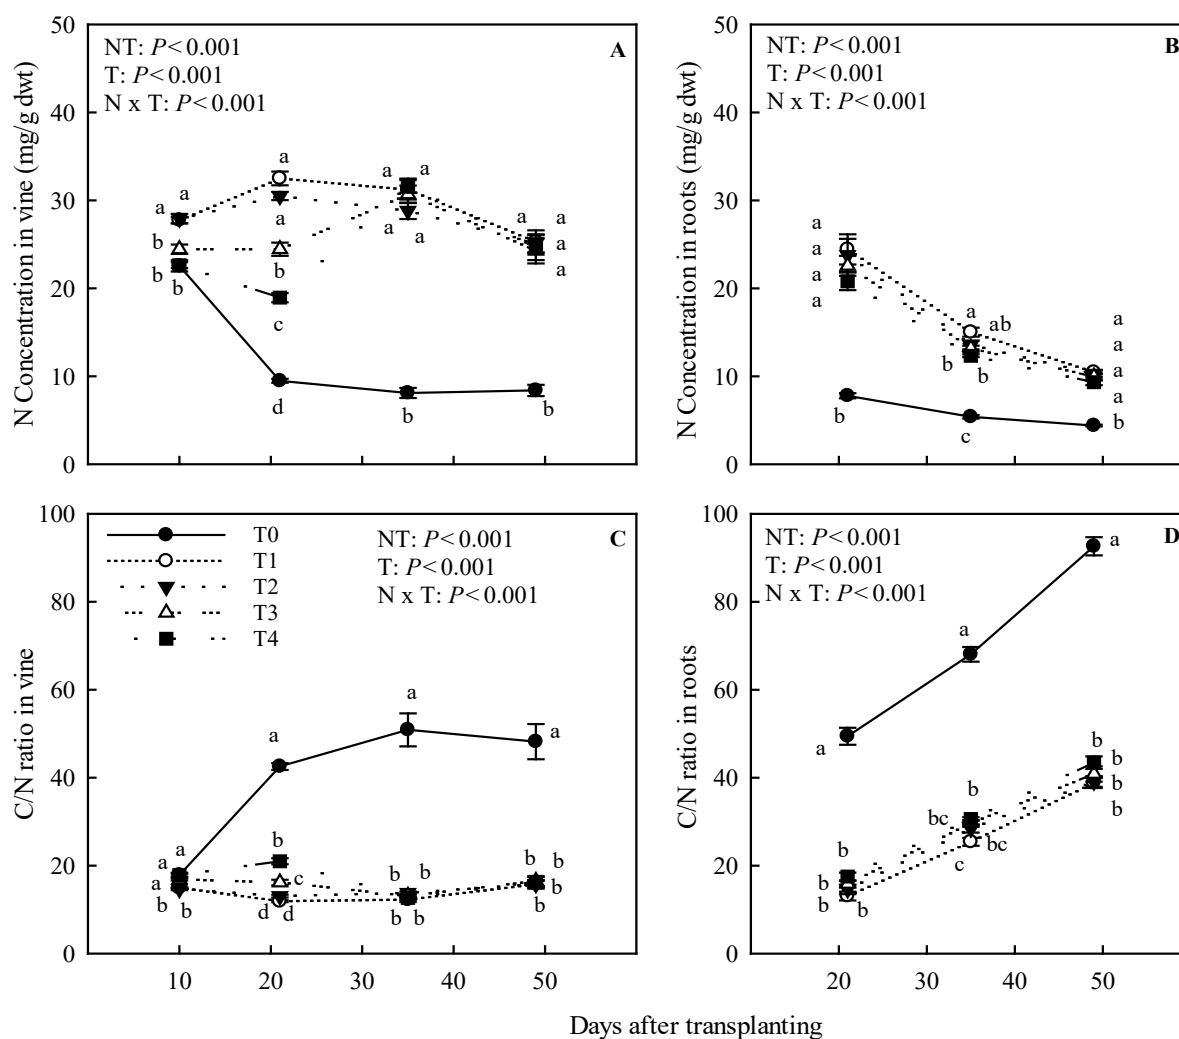 50
40
30
20
10
0
N Concentration in vine (mg/g dwt)
NT: P< 0.001
T: P< 0.001
N x T: P< 0.001
A
a
a
b
b
b
a
a
b
c
d
a
a
a
a
b
a
a
a
a
b
50
40
30
20
10
0
N Concentration in roots (mg/g dwt)
NT: P< 0.001
T: P< 0.001
N x T: P< 0.001
B
a
a
a
a
b
a
ab
b
b
c
a
a
a
a
b
100
80
60
40
20
0
C/N ratio in vine
T0
T1
T2
T3
T4
NT: P< 0.001
T: P< 0.001
N x T: P< 0.001
C
a
a
a
b
b
a
b
c
d
d
a
b
b
b
b
a
b
b
b
b
10
20
30
40
50
100
80
60
40
20
0
C/N ratio in roots
NT: P< 0.001
T: P< 0.001
N x T: P< 0.001
D
a
b
b
b
b
a
b
bc
bc
c
a
b
b
b
b
20
30
40
50
Days after transplanting